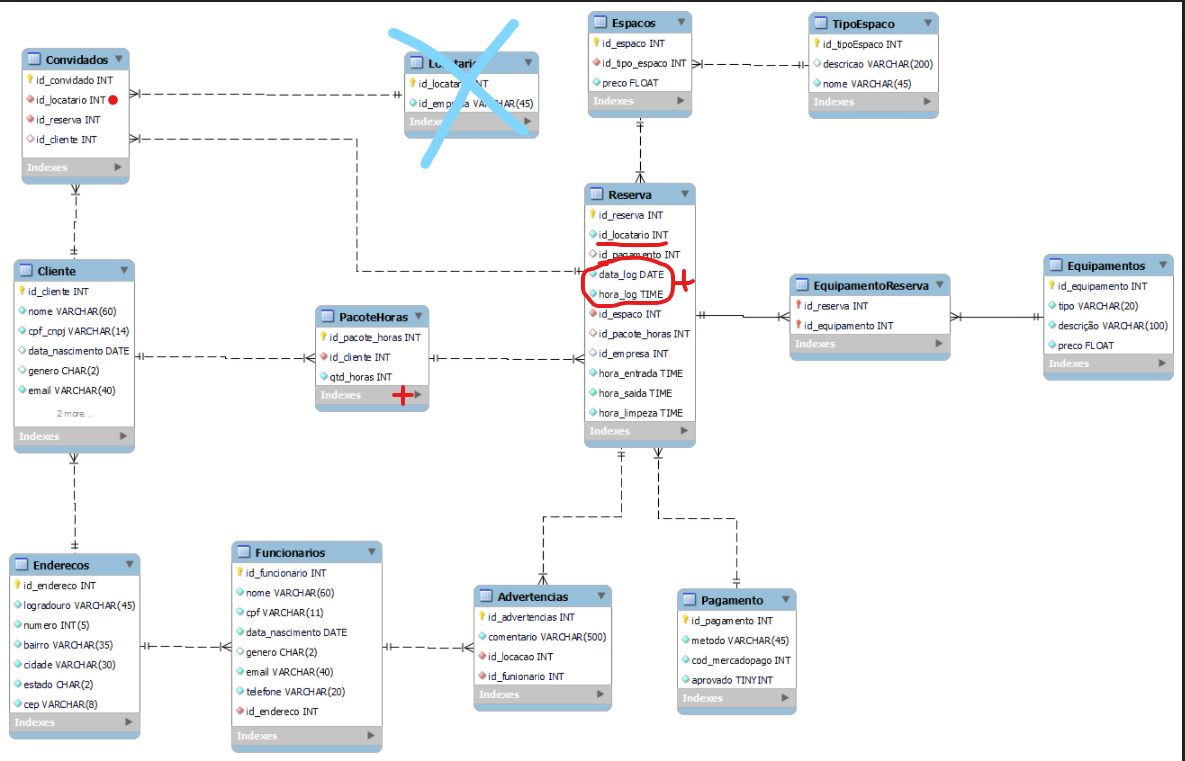 Convidados
id_convidado INT
id_locatario INT
id_reserva INT
id_cliente INT
Indexes
Locatario
id_locatario INT
id_empresa VARCHAR(45)
Indexes
Espacos
id_espaco INT
id_tipo_espaco INT
preco FLOAT
Indexes
TipoEspaco
id_tipoEspaco INT
descricao VARCHAR(200)
nome VARCHAR(45)
Indexes
Cliente
id_cliente INT
nome VARCHAR(60)
cpf_cnpj VARCHAR(14)
data_nascimento DATE
genero CHAR(2)
email VARCHAR(40)
2 more...
Indexes
PacoteHoras
id_pacote_horas INT
id_cliente INT
qtd_horas INT
Indexes
Reserva
id_reserva INT
id_locatario INT
id_pagamento INT
data_log DATE
hora_log TIME
id_espaco INT
id_pacote_horas INT
id_empresa INT
hora_entrada TIME
hora_saida TIME
hora_limpeza TIME
Indexes
EquipamentoReserva
id_reserva INT
id_equipamento INT
Indexes
Equipamentos
id_equipamento INT
tipo VARCHAR(20)
descrição VARCHAR(100)
preco FLOAT
Indexes
Enderecos
id_endereco INT
logradouro VARCHAR(45)
numero INT(5)
bairro VARCHAR(35)
cidade VARCHAR(30)
estado CHAR(2)
cep VARCHAR(8)
Indexes
Funcionarios
id_funcionario INT
nome VARCHAR(60)
cpf VARCHAR(11)
data_nascimento DATE
genero CHAR(2)
email VARCHAR(40)
telefone VARCHAR(20)
id_endereco INT
Indexes
Advertencias
id_advertencias INT
comentario VARCHAR(500)
id_locacao INT
id_funionario INT
Indexes
Pagamento
id_pagamento INT
metodo VARCHAR(45)
cod_mercadopago INT
aprovado TINYINT
Indexes